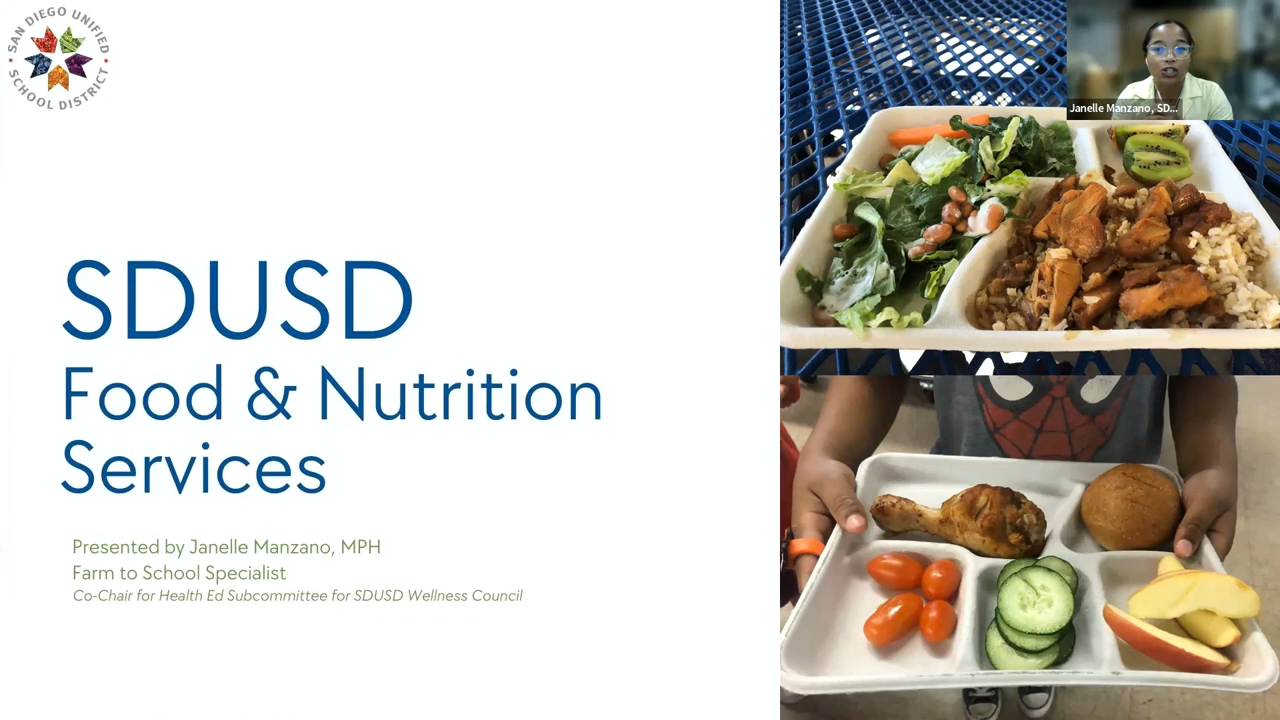 SAN DIEGO UNIFIED
SCHOOL DISTRICT
Janelle Manzano, SD...
SDUSD
Food & Nutrition
Services
Presented by Janelle Manzano, MPH
Farm to School Specialist
Co-Chair for Health Ed Subcommittee for SDUSD Wellness Council